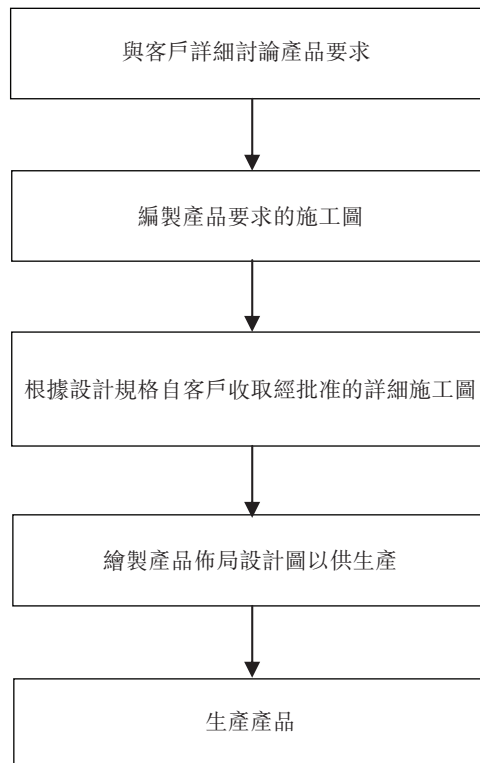 與客戶詳細討論產品要求
編製產品要求的施工圖
根據設計規格自客戶收取經批准的詳細施工圖
繪製產品佈局設計圖以供生產
生產產品